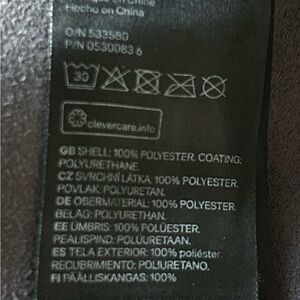 Hecho en China
O/N 533580
P/N 0530083 6
30
clevercare.info
GB SHELL: 100% POLYESTER. COATING:
POLYURETHANE.
CZ SVRCHNÍ LÁTKA: 100% POLYESTER.
POVLAK: POLYURETAN.
DE OBERMATERIAL: 100% POLYESTER.
BELAG: POLYURETHAN.
EE ÜMBRIS: 100% POLÜESTER.
PEALISPIND: POLÜURETAAN.
ES TELA EXTERIOR: 100% poliéster.
RECUBRIMIENTO: POLIURETANO.
FI PÄÄLLISKANGAS: 100%